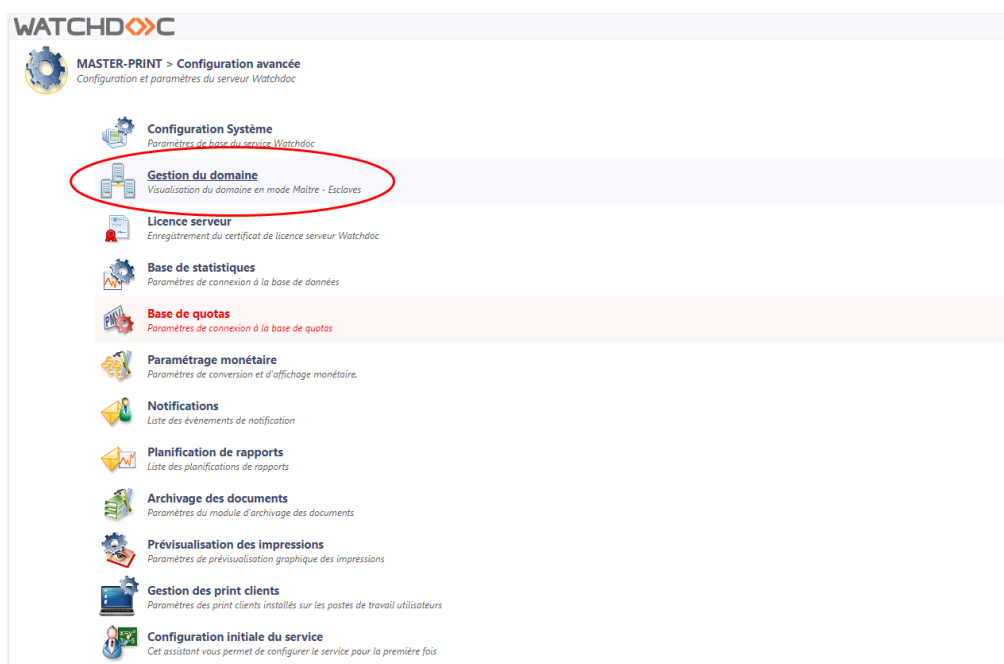 WATCHDOC
MASTER-PRINT > Configuration avancée
Configuration et paramètres du serveur Watchdoc
Configuration Système
Paramètres de base du service Watchdoc
Gestion du domaine
Visualisation du domaine en mode Maître - Esclaves
Licence serveur
Enregistrement du certificat de licence serveur Watchdoc
Base de statistiques
Paramètres de connexion à la base de données
Base de quotas
Paramètres de connexion à la base de quotas
Paramétrage monétaire
Paramètres de conversion et d'affichage monétaire.
Notifications
Liste des évènements de notification
Planification de rapports
Liste des planifications de rapports
Archivage des documents
Paramètres du module d'archivage des documents
Prévisualisation des impressions
Paramètres de prévisualisation graphique des impressions
Gestion des print clients
Paramètres des print clients installés sur les postes de travail utilisateurs
Configuration initiale du service
Cet assistant vous permet de configurer le service pour la première fois